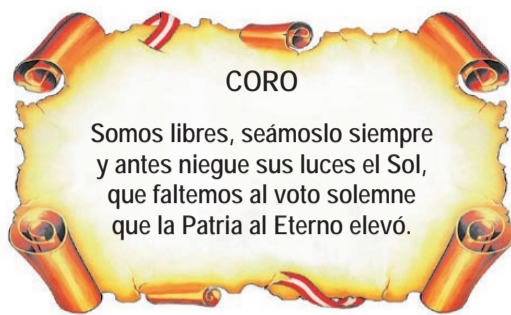 CORO
Somos libres, seámoslo siempre
y antes niegue sus luces el Sol,
que faltemos al voto solemne
que la Patria al Eterno elevó.